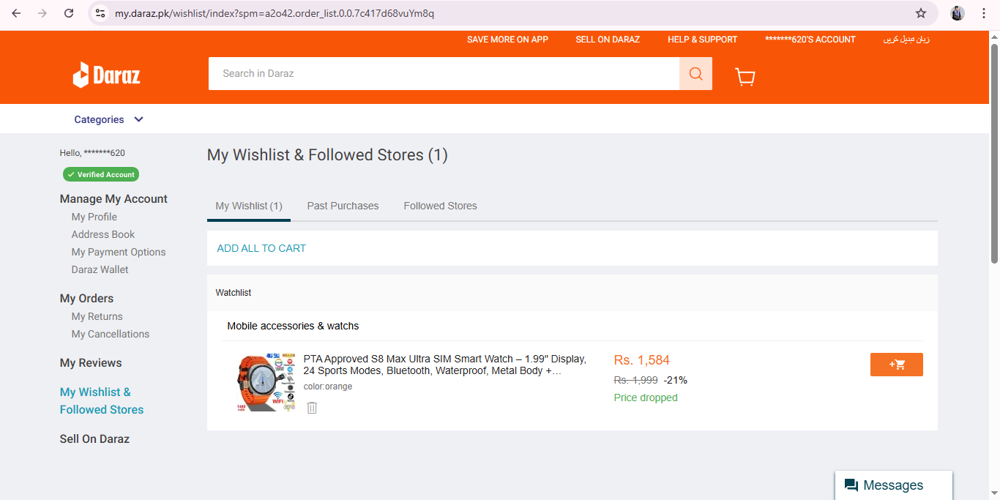 my.daraz.pk/wishlist/index?spm=a2o42.order_list.0.0.7c417d68vuYm8q
SAVE MORE ON APP SELL ON DARAZ HELP & SUPPORT *******620'S ACCOUNT زبان تبدیل کریں
Daraz
Search in Daraz
Categories
Hello, *******620
Verified Account
Manage My Account
My Profile
Address Book
My Payment Options
Daraz Wallet
My Orders
My Returns
My Cancellations
My Reviews
My Wishlist &
Followed Stores
Sell On Daraz
My Wishlist & Followed Stores (1)
My Wishlist (1) Past Purchases Followed Stores
ADD ALL TO CART
Watchlist
Mobile accessories & watchs
4G 5G
WIFI
1480
mAh
PTA Approved S8 Max Ultra SIM Smart Watch – 1.99" Display,
24 Sports Modes, Bluetooth, Waterproof, Metal Body +...
color:orange
Rs. 1,584
Rs. 1,999 -21%
Price dropped
+
Messages